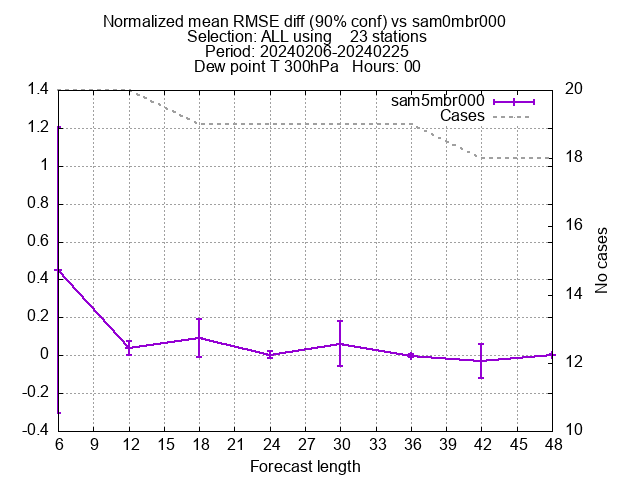 Normalized mean RMSE diff (90% conf) vs sam0mbr000
Selection: ALL using    23 stations
Period: 20240206-20240225
Dew point T 300hPa   Hours: 00
sam5mbr000
Cases
1.4
1.2
1
0.8
0.6
0.4
0.2
0
-0.2
-0.4
20
18
16
14
12
10
No cases
6 9 12 15 18 21 24 27 30 33 36 39 42 45 48
Forecast length